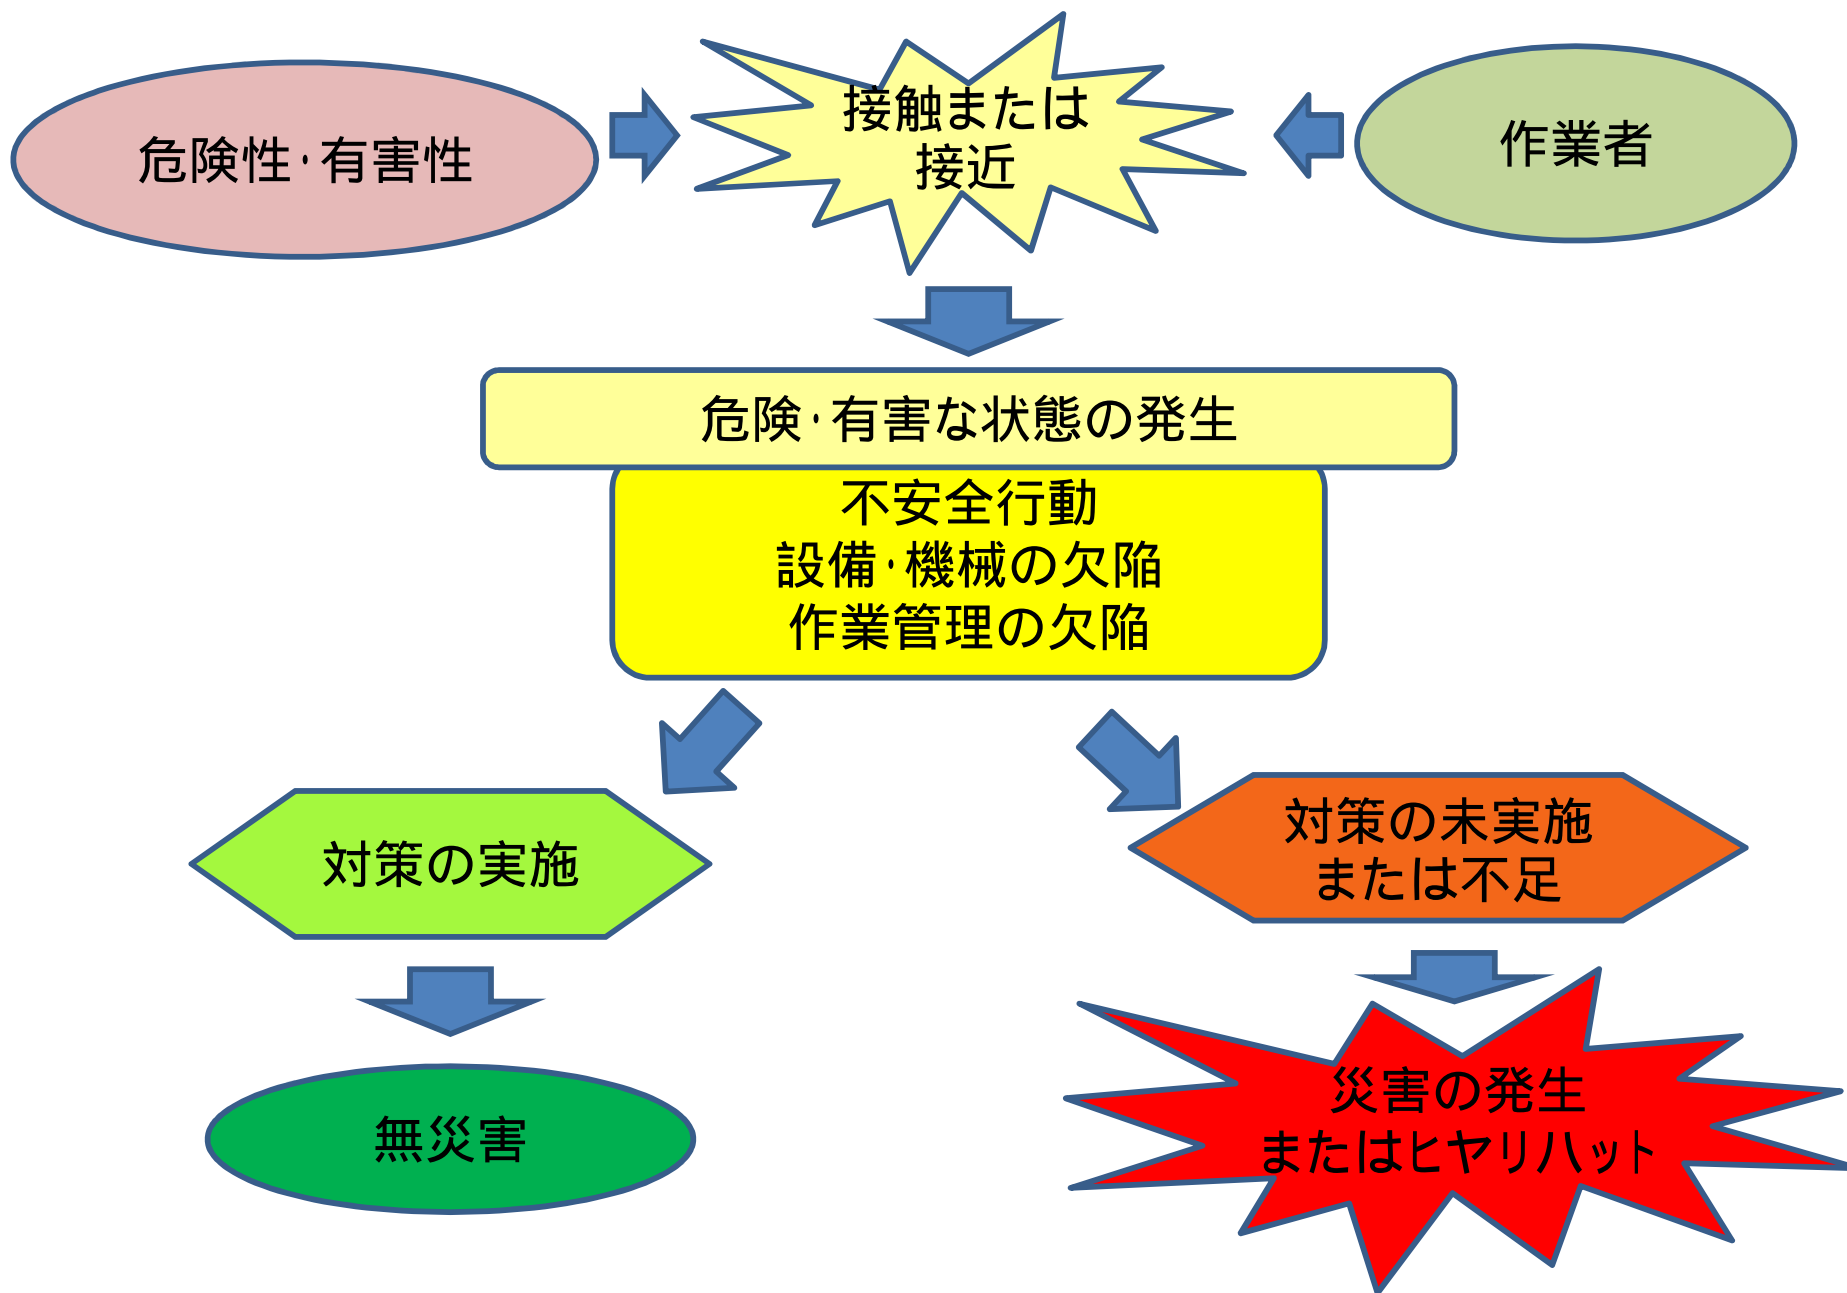 危険性・有害性
接触または
接近
作業者
危険・有害な状態の発生
不安全行動
設備・機械の欠陥
作業管理の欠陥
対策の実施
対策の未実施
または不足
無災害
災害の発生
またはヒヤリハット